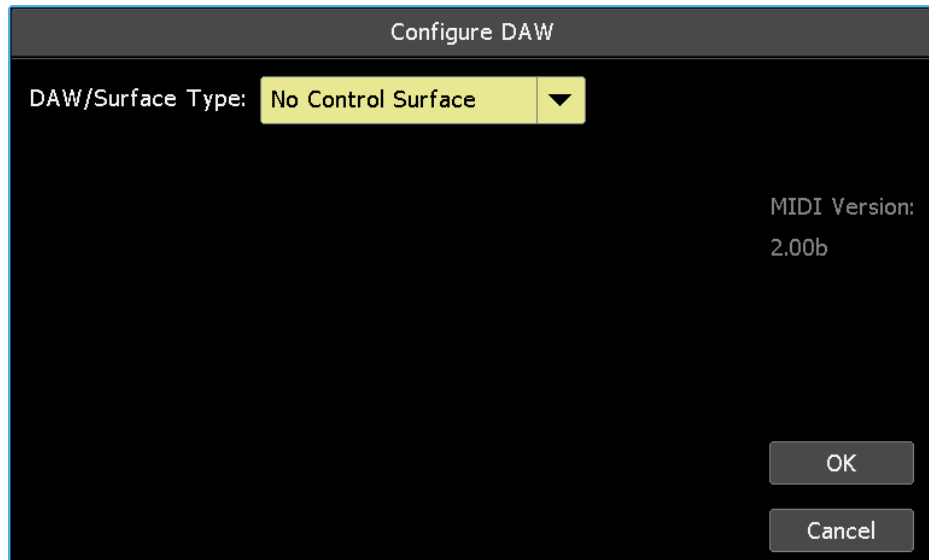 Configure DAW
DAW/Surface Type: No Control Surface
MIDI Version:
2.00b
OK
Cancel